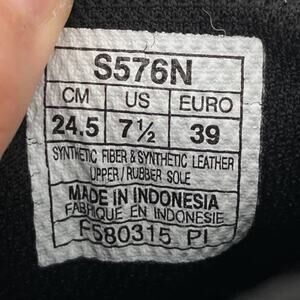 S576N
CM US EURO
24.5 7½ 39
SYNTHETIC FIBER & SYNTHETIC LEATHER
UPPER/RUBBER SOLE
MADE IN INDONESIA
FABRIQUE EN INDONESIE
F580315 PI